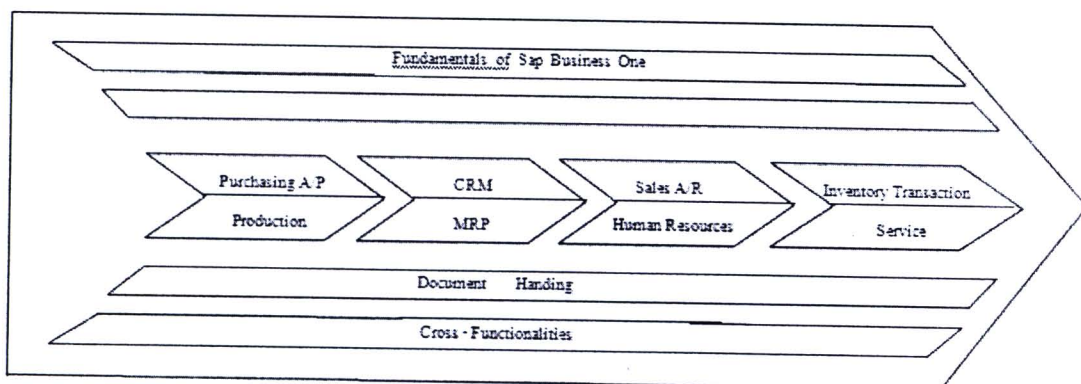 Fundamentals of Sap Business One
Purchasing A/P
Production
CRM
MRP
Sales A/R
Human Resources
Inventory Transaction
Service
Document Handing
Cross - Functionalities